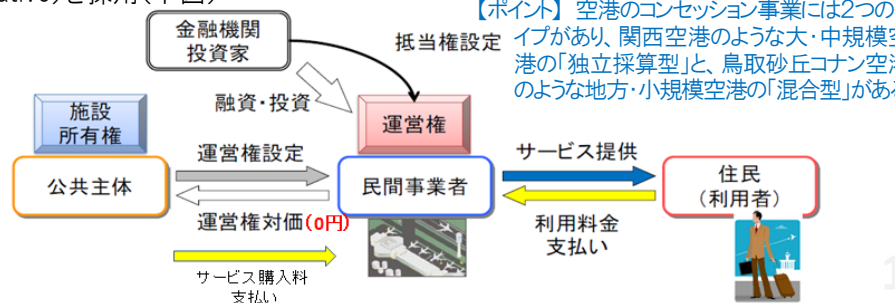 を採用
【ポイント】 空港のコンセッション事業には2つの
イプがあり、関西空港のような大・中規模空
港の「独立採算型」と、鳥取砂丘コナン空港
のような地方・小規模空港の「混合型」がある
金融機関
投資家
抵当権設定
融資・投資
施設
所有権
運営権
運営権設定
サービス提供
公共主体
民間事業者
住民
（利用者）
運営権対価(0円)
利用料金
支払い
サービス購入料
支払い